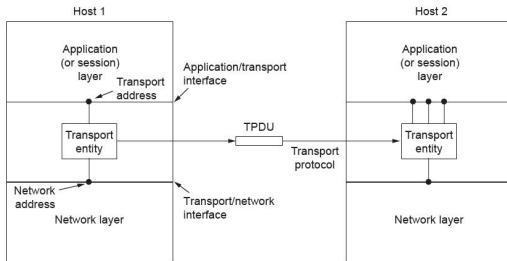 Host 1
Host 2
Application
(or session)
layer
Application/transport
interface
Application
(or session)
layer
Transport
address
TPDU
Transport
entity
Transport
entity
Transport
protocol
Network
address
Transport/network
interface
Network layer
Network layer